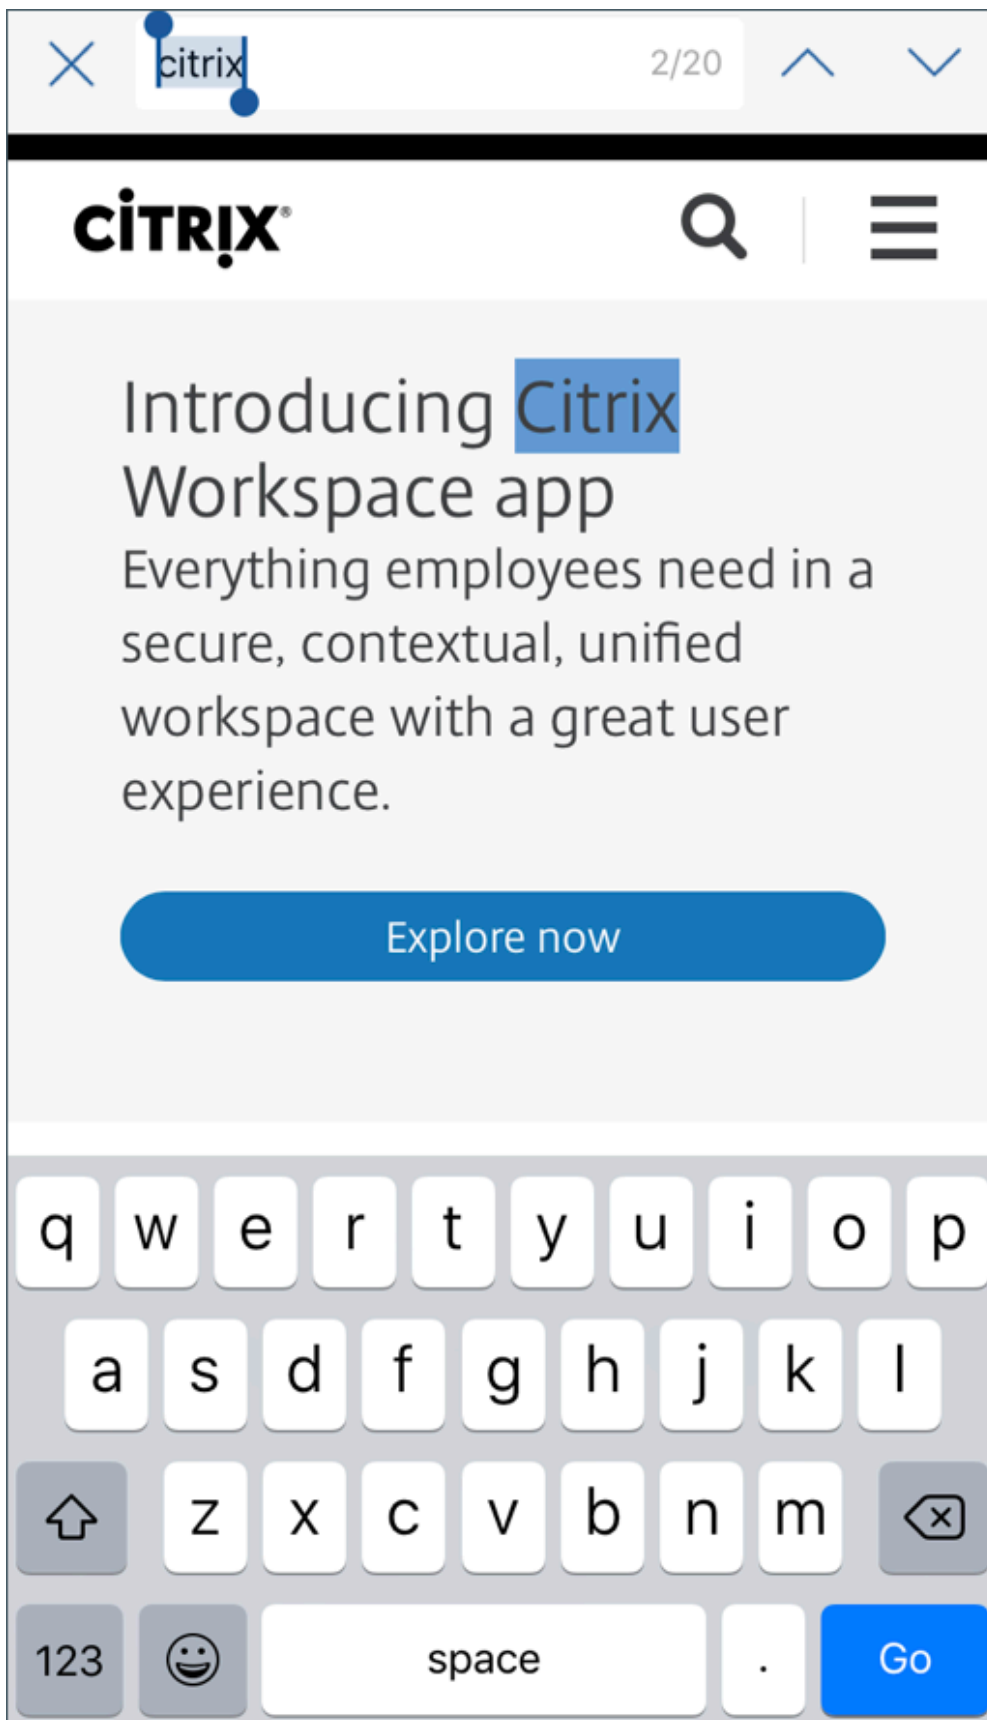 citrix 2/20
CiTRiX®
Introducing Citrix
Workspace app
Everything employees need in a
secure, contextual, unified
workspace with a great user
experience.
Explore now
q w e r t y u i o p
a s d f g h j k l
z x c v b n m
123 space . Go